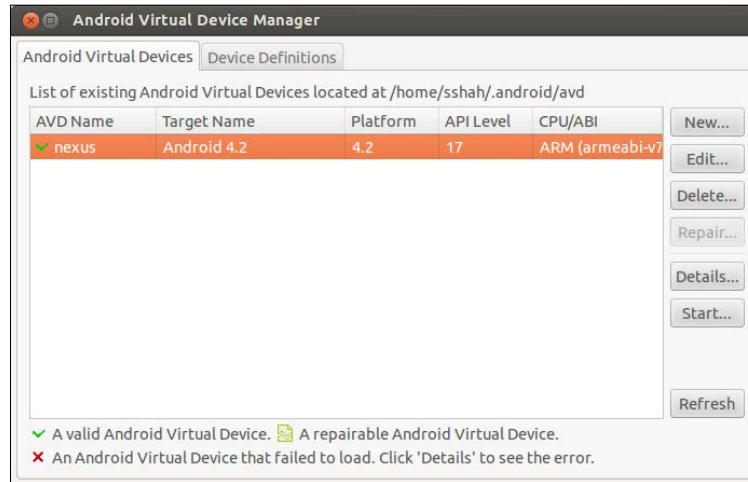 Android Virtual Device Manager
Android Virtual Devices Device Definitions
List of existing Android Virtual Devices located at /home/sshah/.android/avd
AVD Name Target Name Platform API Level CPU/ABI
nexus Android 4.2 4.2 17 ARM (armeabi-v7
New...
Edit...
Delete...
Repair...
Details...
Start...
Refresh
A valid Android Virtual Device. A repairable Android Virtual Device.
An Android Virtual Device that failed to load. Click 'Details' to see the error.